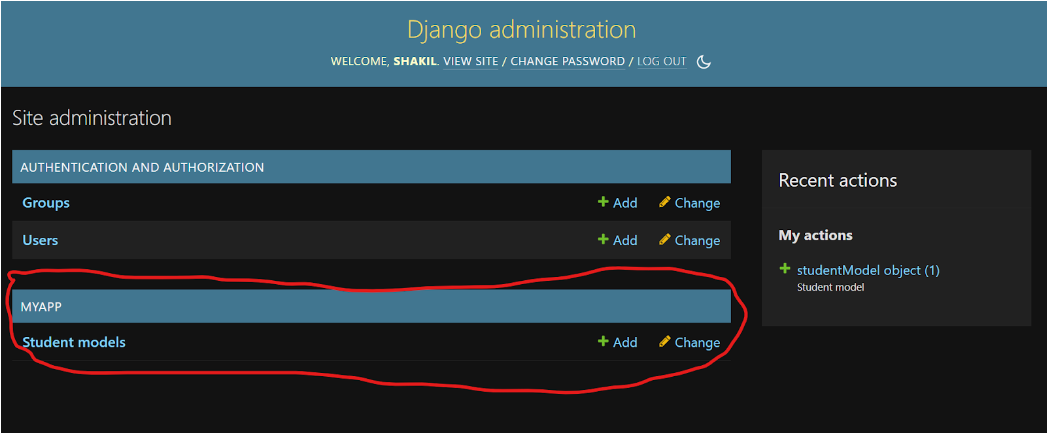 Django administration
WELCOME, SHAKIL. VIEW SITE / CHANGE PASSWORD / LOG OUT
Site administration
AUTHENTICATION AND AUTHORIZATION
Groups Add Change
Users Add Change
MYAPP
Student models Add Change
Recent actions
My actions
studentModel object (1)
Student model